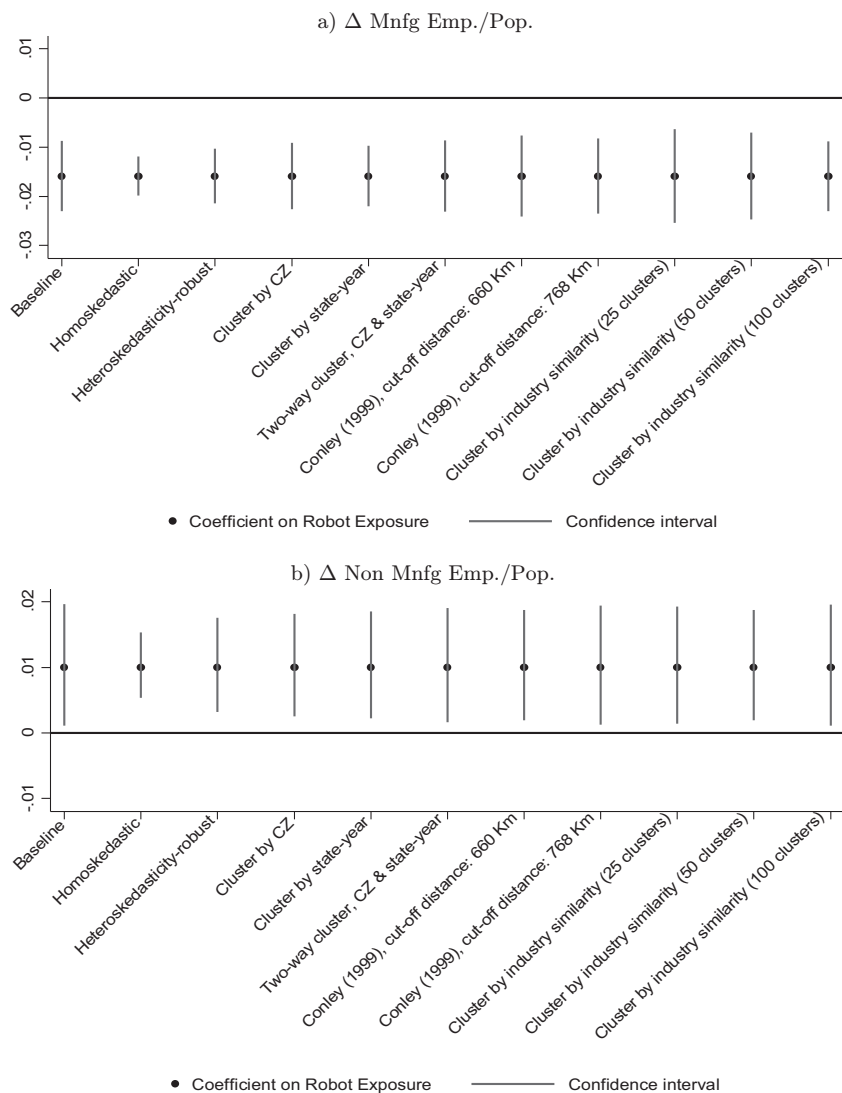 a) Δ Mnfg Emp./Pop.
.01
0
-.01
-.02
-.03
Baseline
Homoskedastic
Heteroskedasticity-robust
Cluster by CZ
Cluster by state-year
Two-way cluster, CZ & state-year
Conley (1999), cut-off distance: 660 Km
Conley (1999), cut-off distance: 768 Km
Cluster by industry similarity (25 clusters)
Cluster by industry similarity (50 clusters)
Cluster by industry similarity (100 clusters)
Coefficient on Robot Exposure Confidence interval
b) Δ Non Mnfg Emp./Pop.
.02
.01
0
-.01
Baseline
Homoskedastic
Heteroskedasticity-robust
Cluster by CZ
Cluster by state-year
Two-way cluster, CZ & state-year
Conley (1999), cut-off distance: 660 Km
Conley (1999), cut-off distance: 768 Km
Cluster by industry similarity (25 clusters)
Cluster by industry similarity (50 clusters)
Cluster by industry similarity (100 clusters)
Coefficient on Robot Exposure Confidence interval